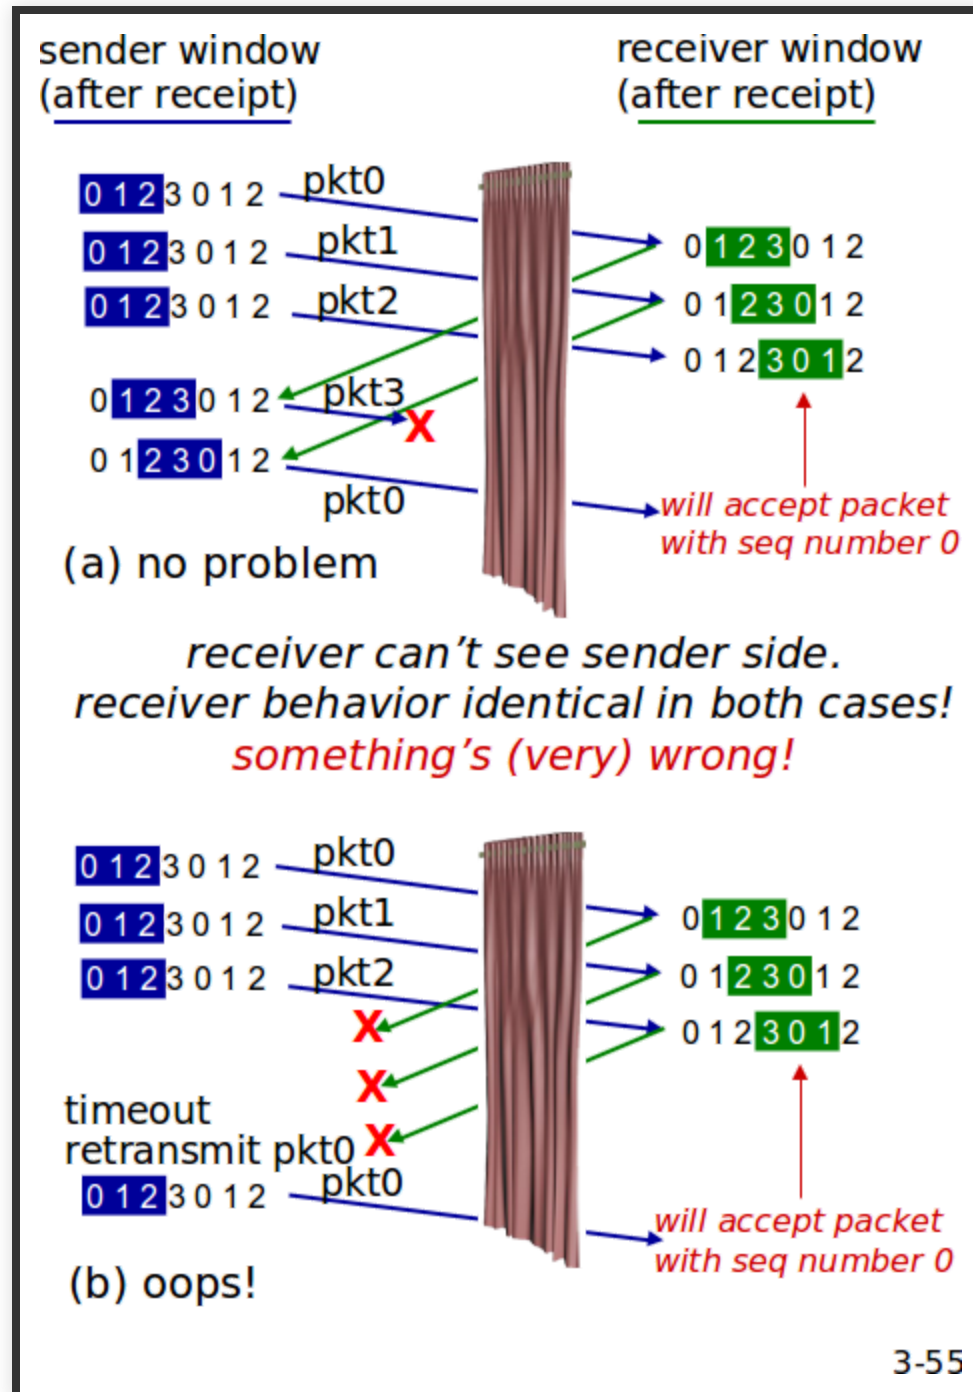 sender window
(after receipt)
receiver window
(after receipt)
0 1 2 3 0 1 2
pkt0
0 1 2 3 0 1 2
0 1 2 3 0 1 2
pkt1
0 1 2 3 0 1 2
0 1 2 3 0 1 2
pkt2
0 1 2 3 0 1 2
0 1 2 3 0 1 2
pkt3
X
0 1 2 3 0 1 2
pkt0
will accept packet
with seq number 0
(a) no problem
receiver can't see sender side.
receiver behavior identical in both cases!
something's (very) wrong!
0 1 2 3 0 1 2
pkt0
0 1 2 3 0 1 2
0 1 2 3 0 1 2
pkt1
0 1 2 3 0 1 2
0 1 2 3 0 1 2
pkt2
0 1 2 3 0 1 2
X
X
X
timeout
retransmit pkt0
0 1 2 3 0 1 2
pkt0
will accept packet
with seq number 0
(b) oops!
3-55